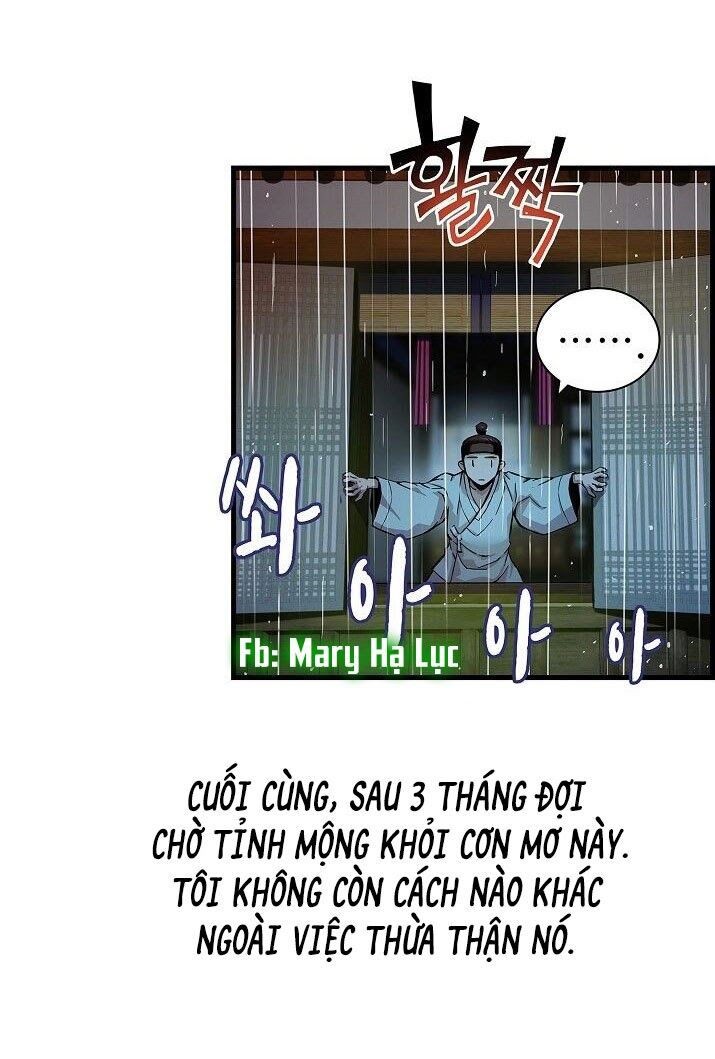 활짝
.......
쏴
아
아
아
Fb: Mary Hạ Lục
CUỐI CÙNG, SAU 3 THÁNG ĐỢI
CHỜ TỈNH MỘNG KHỎI CƠN MƠ NÀY.
TÔI KHÔNG CÒN CÁCH NÀO KHÁC
NGOÀI VIỆC THỪA THẬN NÓ.